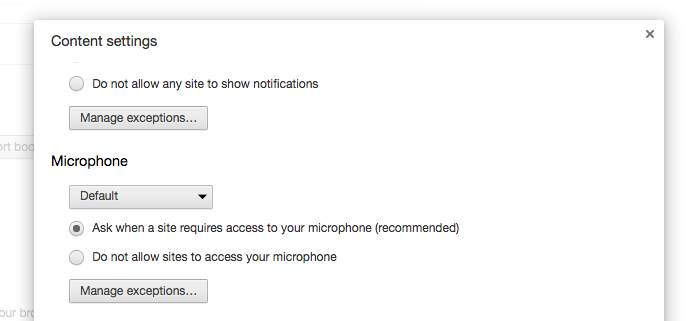 Content settings
×
Do not allow any site to show notifications
Manage exceptions...
ort boo
Microphone
Default
Ask when a site requires access to your microphone (recommended)
Do not allow sites to access your microphone
Manage exceptions...
our bro